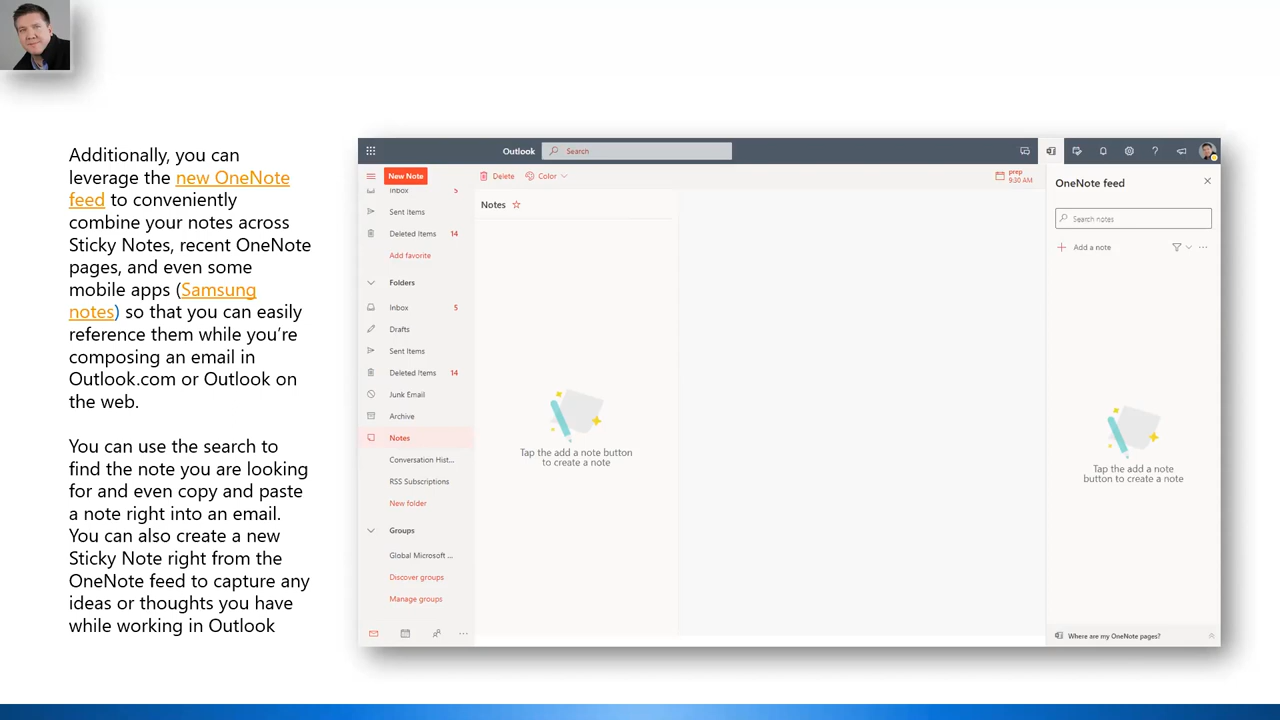 Additionally, you can
leverage the new OneNote
feed to conveniently
combine your notes across
Sticky Notes, recent OneNote
pages, and even some
mobile apps (Samsung
notes) so that you can easily
reference them while you're
composing an email in
Outlook.com or Outlook on
the web.
You can use the search to
find the note you are looking
for and even copy and paste
a note right into an email.
You can also create a new
Sticky Note right from the
OneNote feed to capture any
ideas or thoughts you have
while working in Outlook
Outlook
Search
New Note
Delete
Color
prep
9:30 AM
Inbox 5
Sent Items
Deleted Items 14
Add favorite
Folders
Inbox 5
Drafts
Sent Items
Deleted Items 14
Junk Email
Archive
Notes
Conversation Hist...
RSS Subscriptions
New folder
Groups
Global Microsoft ...
Discover groups
Manage groups
Notes
Tap the add a note button
to create a note
OneNote feed
Search notes
Add a note
Tap the add a note
button to create a note
Where are my OneNote pages?